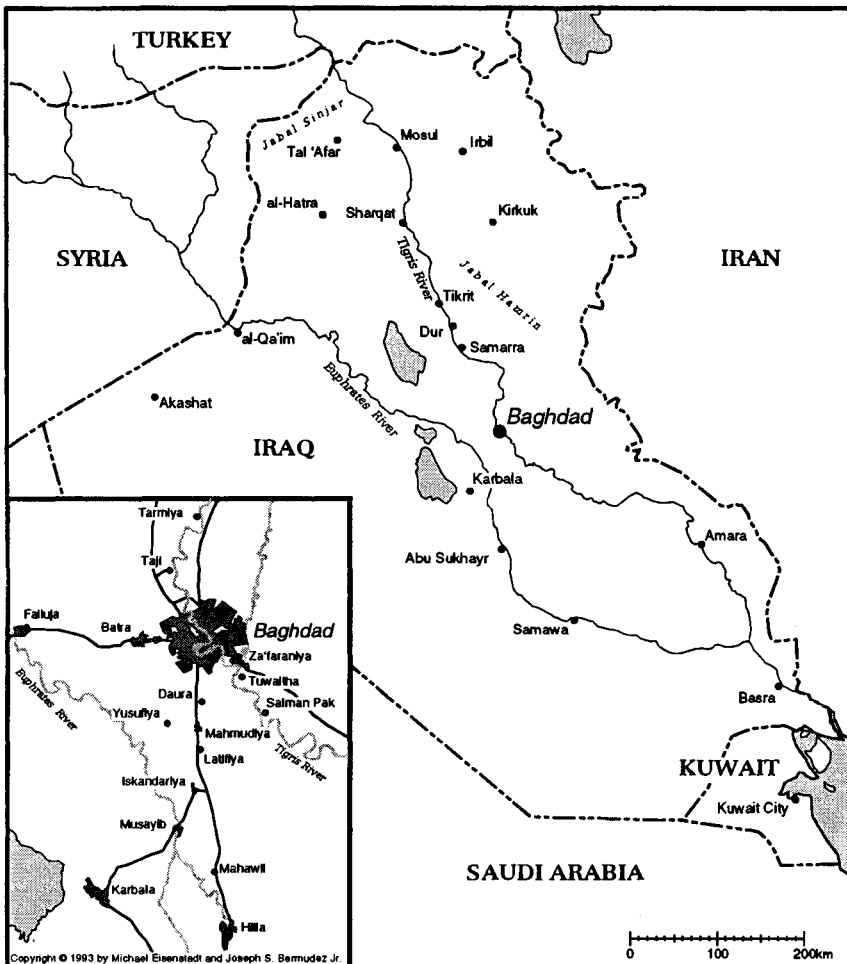 TURKEY
Jabal Sinjar
Mosul
Irbil
Tal 'Afar
al-Hatra
Sharqat
Kirkuk
SYRIA
Tigris River
Jabal Hamrin
IRAN
Tikrit
Dur
Samarra
al-Qa'im
Euphrates River
Akashat
Baghdad
IRAQ
Karbala
Amara
Abu Sukhayr
Samawa
Basra
KUWAIT
Kuwait City
SAUDI ARABIA
0 100 200km
Tarmiya
Taji
Falluja
Batra
Baghdad
Za'faraniya
Tuwaitha
Daura
Salman Pak
Euphrates River
Yusufiya
Mahmudiya
Tigris River
Latifiya
Iskandariya
Musayib
Mahawil
Karbala
Hilla
Copyright © 1993 by Michael Eisenstadt and Joseph S. Bermudez Jr.